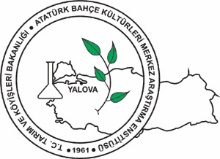 T.C. TARIM VE KÖYİŞLERİ BAKANLIĞI • ATATÜRK BAHÇE KÜLTÜRLERİ MERKEZ ARAŞTIRMA ENSTİTÜSÜ
YALOVA
• 1961 •